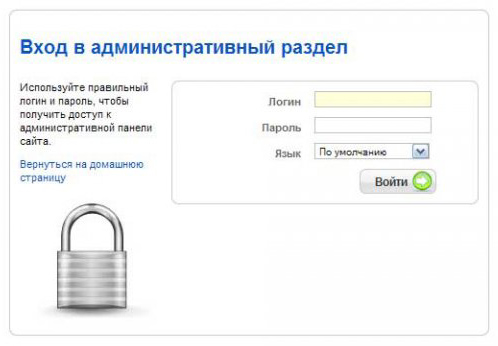 Вход в административный раздел
Используйте правильный
логин и пароль, чтобы
получить доступ к
административной панели
сайта.
Вернуться на домашнюю
страницу
Логин
Пароль
Язык
По умолчанию
Войти